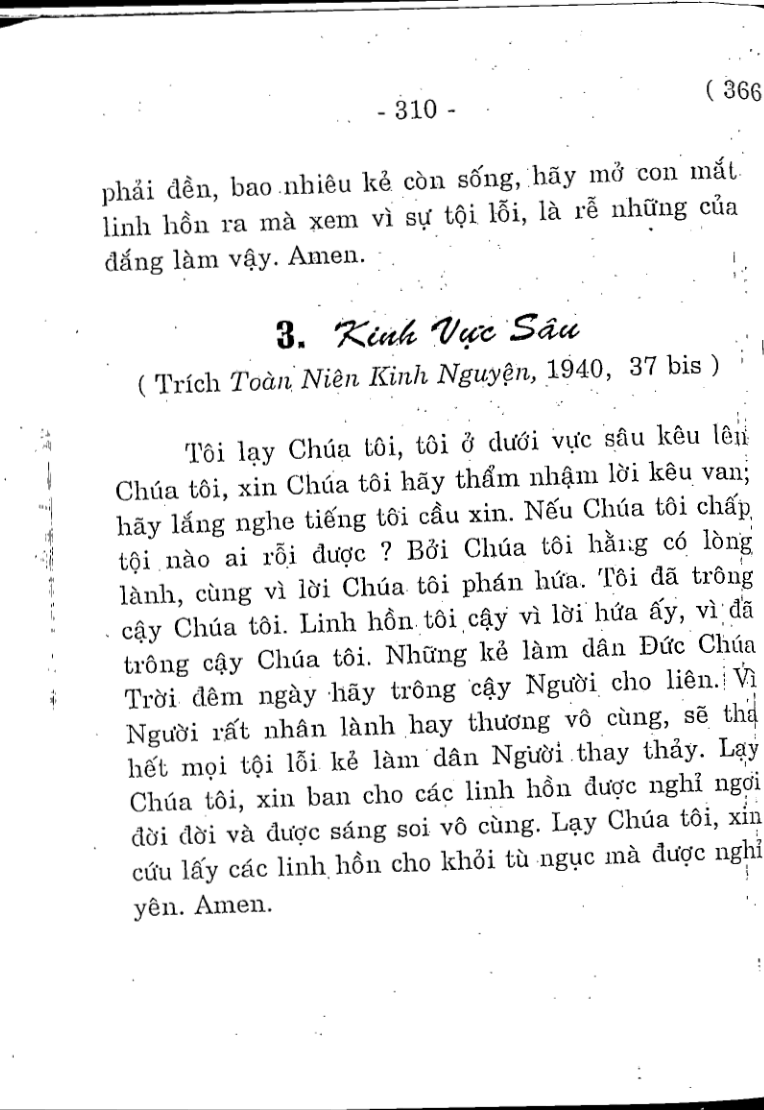 ( 366
- 310 -
phải đền, bao nhiêu kẻ còn sống, hãy mở con mắt
linh hồn ra mà xem vì sự tội lỗi, là rễ những của
đắng làm vậy. Amen.
3. Kinh Vực Sâu
( Trích Toàn Niên Kinh Nguyện, 1940, 37 bis )
Tôi lạy Chúa tôi, tôi ở dưới vực sâu kêu lên
Chúa tôi, xin Chúa tôi hãy thẩm nhậm lời kêu van;
hãy lắng nghe tiếng tôi cầu xin. Nếu Chúa tôi chấp
tội nào ai rỗi được ? Bởi Chúa tôi hằng có lòng
lành, cùng vì lời Chúa tôi phán hứa. Tôi đã trông
cậy Chúa tôi. Linh hồn tôi cậy vì lời hứa ấy, vì đã
trông cậy Chúa tôi. Những kẻ làm dân Đức Chúa
Trời đêm ngày hãy trông cậy Người cho liên. Vì
Người rất nhân lành hay thương vô cùng, sẽ tha
hết mọi tội lỗi kẻ làm dân Người thay thảy. Lạy
Chúa tôi, xin ban cho các linh hồn được nghỉ ngơi
đời đời và được sáng soi vô cùng. Lạy Chúa tôi, xin
cứu lấy các linh hồn cho khỏi tù ngục mà được nghỉ
yên. Amen.